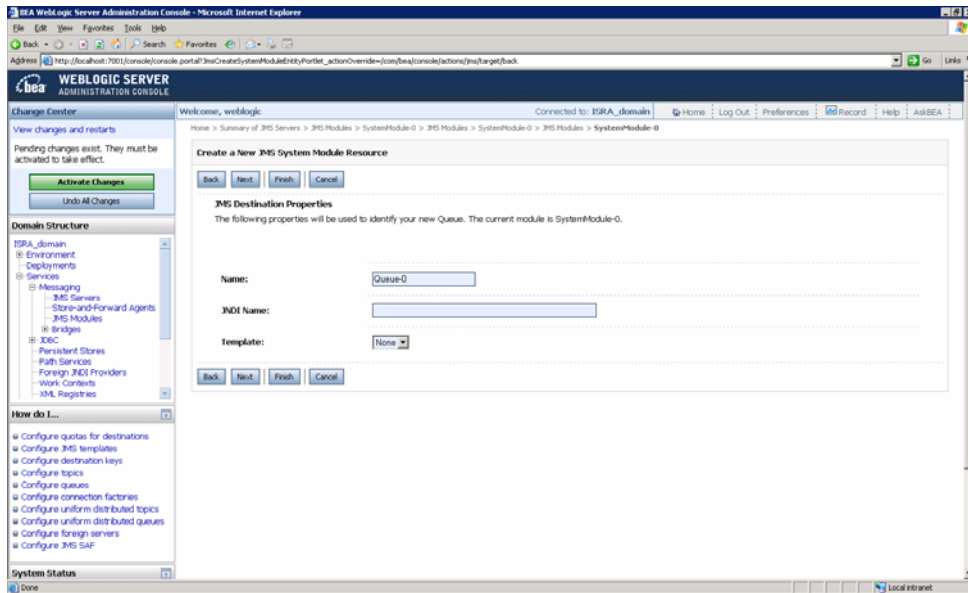 BEA WebLogic Server Administration Console - Microsoft Internet Explorer
File Edit View Favorites Tools Help
Back Search Favorites
Address http://localhost:7001/console/console.portal?JmsCreateSystemModuleEntityPortlet_actionOverride=/com/bea/console/actions/jms/target/back Go Links
bea WEBLOGIC SERVER
ADMINISTRATION CONSOLE
Change Center
View changes and restarts
Pending changes exist. They must be
activated to take effect.
Activate Changes
Undo All Changes
Domain Structure
ISRA_domain
Environment
Deployments
Services
Messaging
JMS Servers
Store-and-Forward Agents
JMS Modules
Bridges
JDBC
Persistent Stores
Path Services
Foreign JNDI Providers
Work Contexts
XML Registries
How do I...
Configure quotas for destinations
Configure JMS templates
Configure destination keys
Configure topics
Configure queues
Configure connection factories
Configure uniform distributed topics
Configure uniform distributed queues
Configure foreign servers
Configure JMS SAF
System Status
Welcome, weblogic Connected to: ISRA_domain Home Log Out Preferences Record Help AskBEA
Home > Summary of JMS Servers > JMS Modules > SystemModule-0 > JMS Modules > SystemModule-0 > JMS Modules > SystemModule-0
Create a New JMS System Module Resource
Back Next Finish Cancel
JMS Destination Properties
The following properties will be used to identify your new Queue. The current module is SystemModule-0.
Name: Queue-0
JNDI Name:
Template: None
Back Next Finish Cancel
Done Local intranet